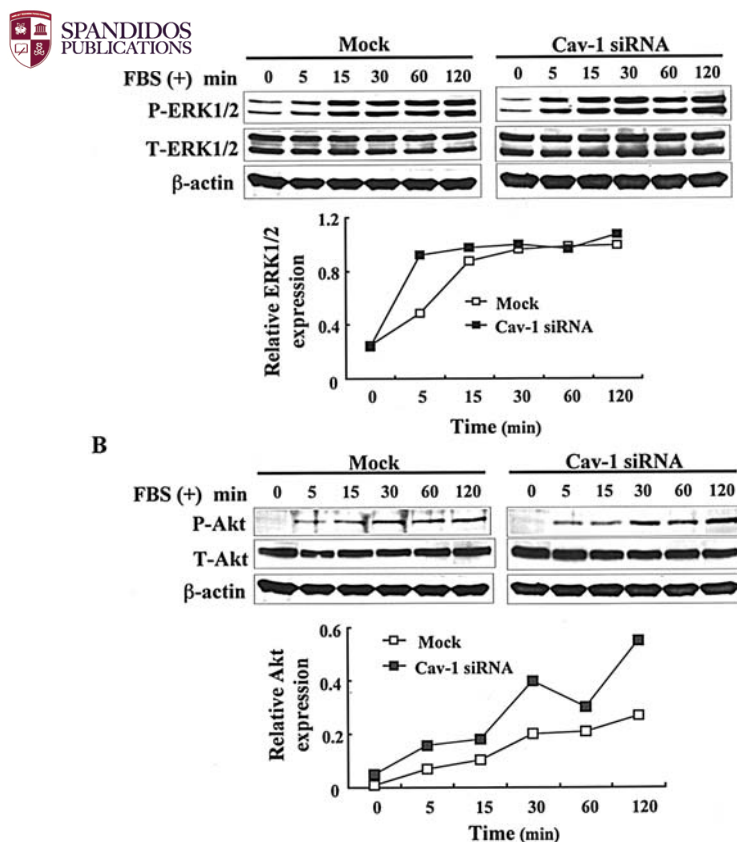 SPANDIDOS
PUBLICATIONS
Mock Cav-1 siRNA
FBS (+) min 0 5 15 30 60 120 0 5 15 30 60 120
P-ERK1/2
T-ERK1/2
β-actin
Relative ERK1/2
expression
1.2
0.8
0.4
0
Mock
Cav-1 siRNA
0 5 15 30 60 120
Time (min)
B
Mock Cav-1 siRNA
FBS (+) min 0 5 15 30 60 120 0 5 15 30 60 120
P-Akt
T-Akt
β-actin
Relative Akt
expression
0.6
0.4
0.2
0
Mock
Cav-1 siRNA
0 5 15 30 60 120
Time (min)